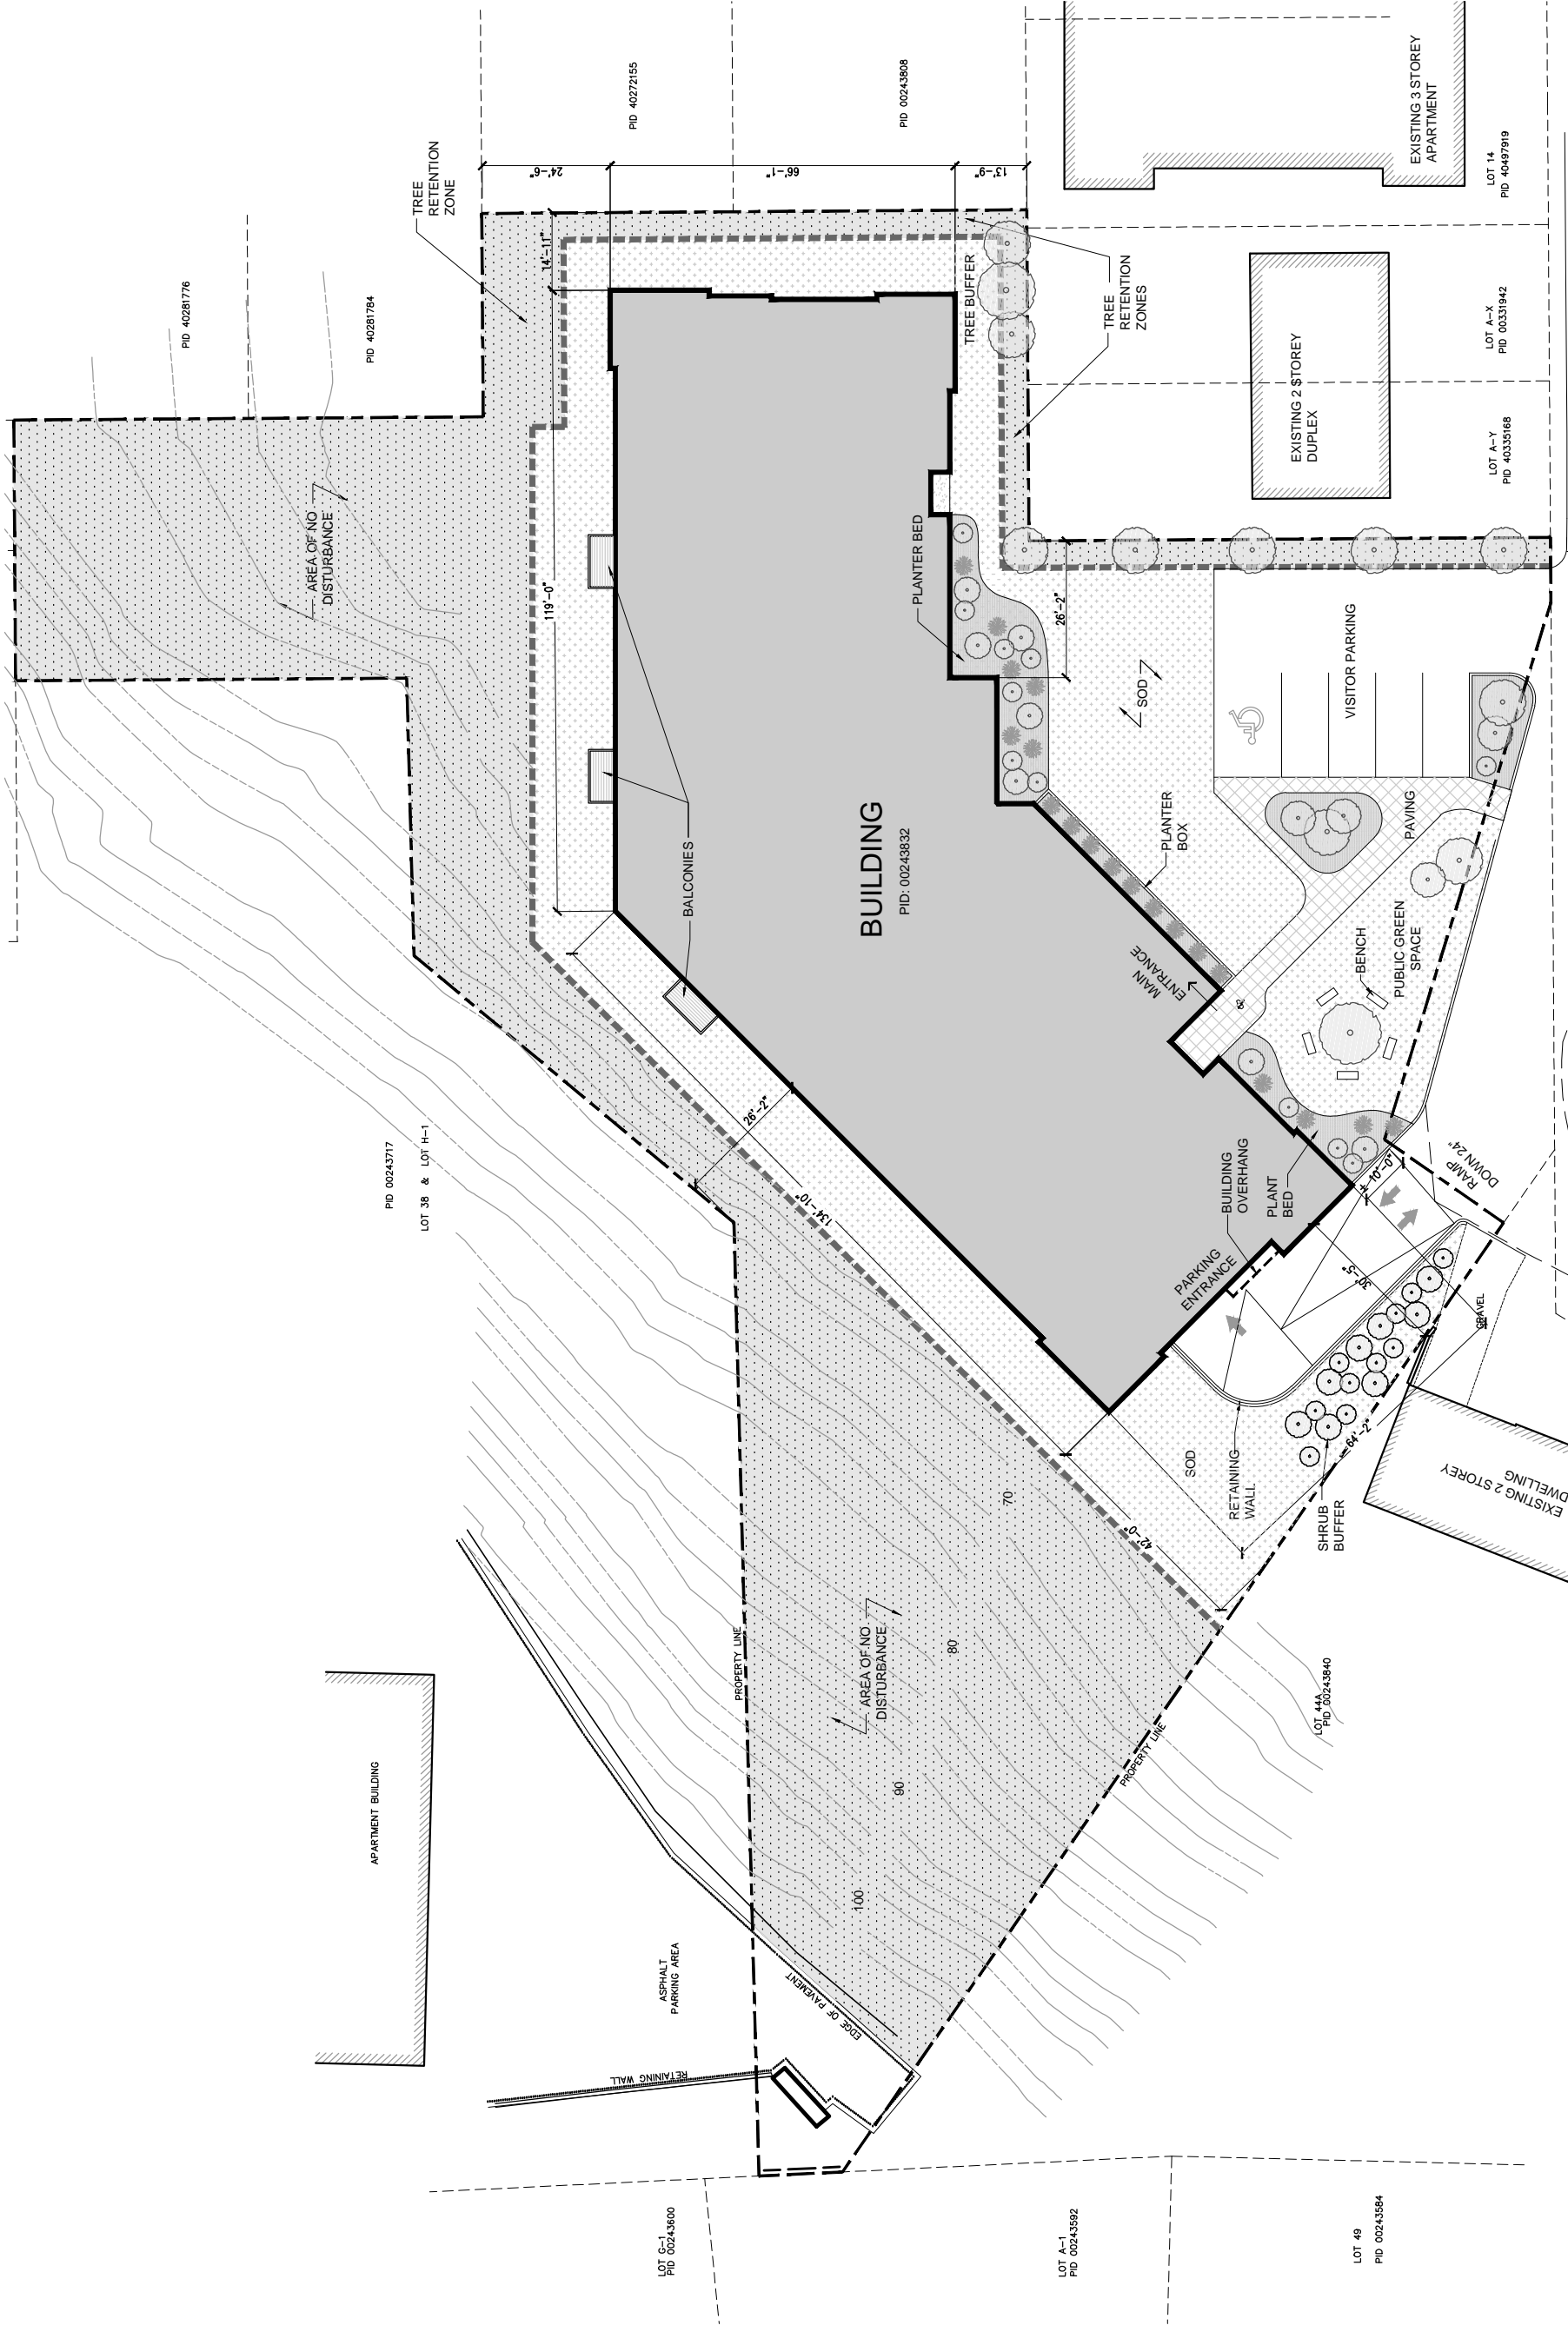 PID 40272155
PID 00243808
EXISTING 3 STOREY
APARTMENT
LOT 14
PID 40497919
TREE
RETENTION
ZONE
24'-6"
66'-1"
13'-9"
14'-11"
PID 40281776
PID 40281784
TREE BUFFER
TREE
RETENTION
ZONES
LOT A-X
PID 00331942
EXISTING 2 STOREY
DUPLEX
LOT A-Y
PID 40335168
AREA OF NO
DISTURBANCE
119'-0"
PLANTER BED
26'-2"
SOD
VISITOR PARKING
BALCONIES
BUILDING
PID: 00243832
PLANTER
BOX
PAVING
MAIN
ENTRANCE
BENCH
PUBLIC GREEN
SPACE
PID 00243717
LOT 38 & LOT H-1
26'-2"
134'-10"
BUILDING
OVERHANG
PLANT
BED
10'-0"
RAMP
DOWN 24"
PARKING
ENTRANCE
30'-5"
GRAVEL
SOD
RETAINING
WALL
SHRUB
BUFFER
64'-2"
42'-0"
EXISTING 2 STOREY
DWELLING
70
80
90
100
AREA OF NO
DISTURBANCE
PROPERTY LINE
PROPERTY LINE
LOT 44A
PID 00243840
APARTMENT BUILDING
ASPHALT
PARKING AREA
EDGE OF PAVEMENT
RETAINING WALL
LOT G-1
PID 00243600
LOT A-1
PID 00243592
LOT 49
PID 00243584